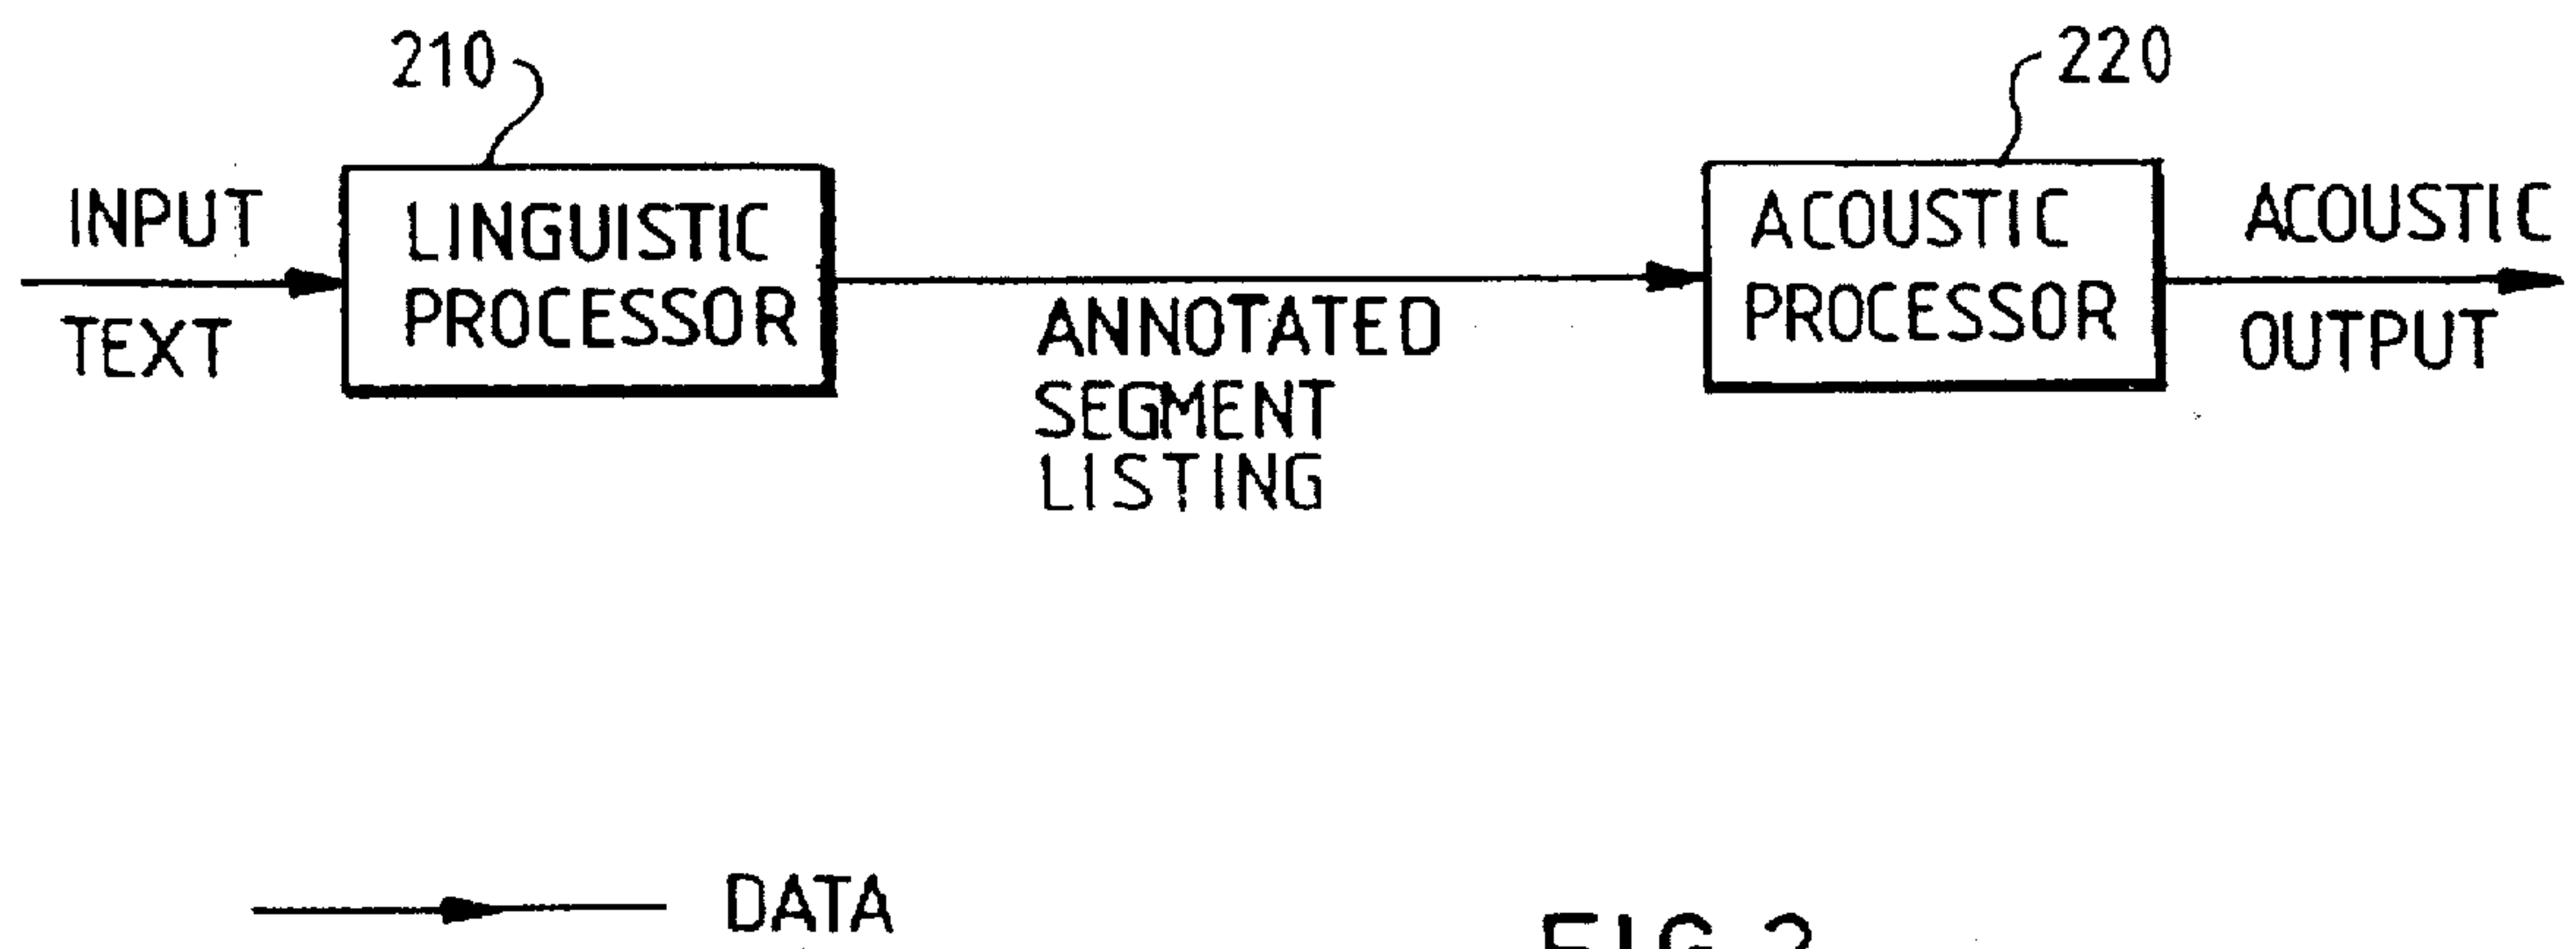 210
220
INPUT
TEXT
LINGUISTIC
PROCESSOR
ANNOTATED
SEGMENT
LISTING
ACOUSTIC
PROCESSOR
ACOUSTIC
OUTPUT
DATA